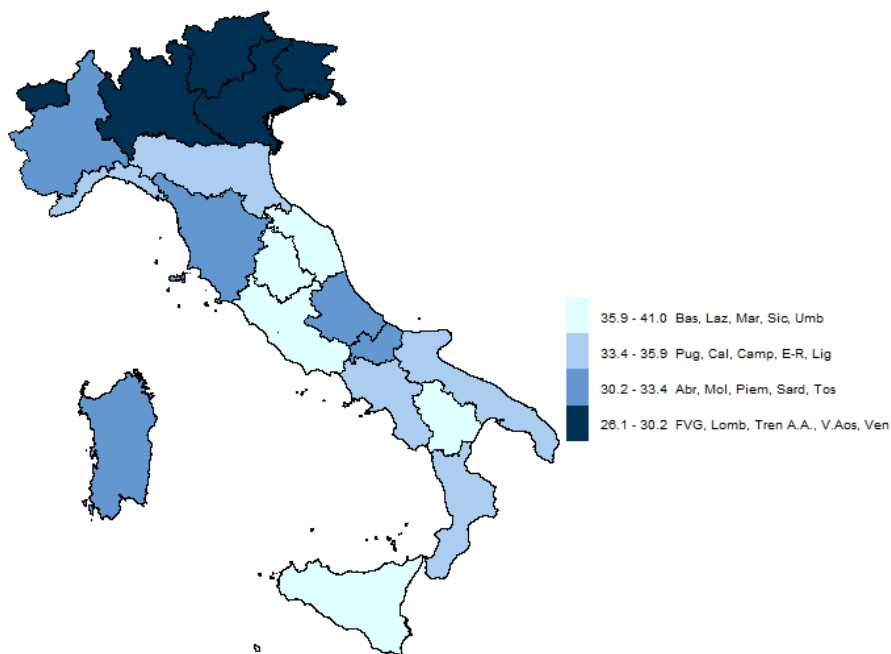 35.9 - 41.0 Bas, Laz, Mar, Sic, Umb
33.4 - 35.9 Pug, Cal, Camp, E-R, Lig
30.2 - 33.4 Abr, Mol, Piem, Sard, Tos
26.1 - 30.2 FVG, Lomb, Tren A.A., V.Aos, Ven